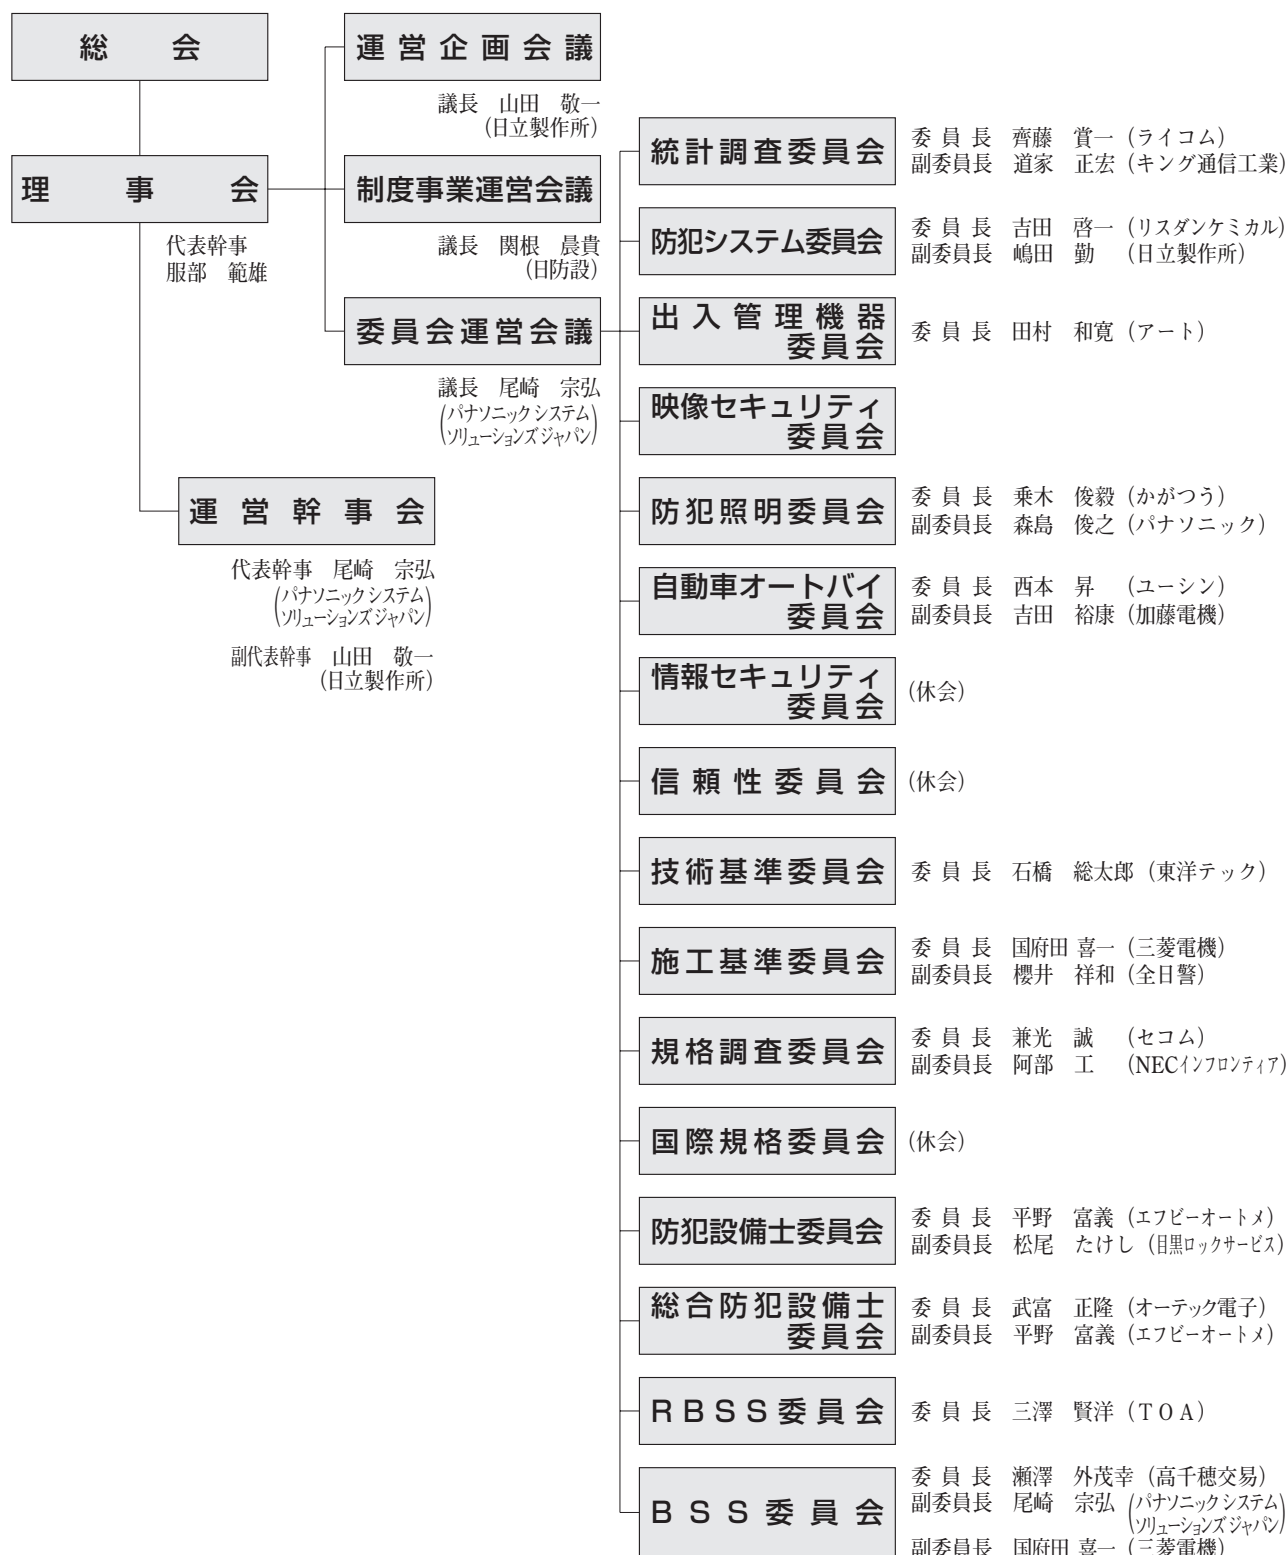 総会
理事会
代表幹事
服部 範雄
運営幹事会
代表幹事 尾崎 宗弘
(パナソニックシステム
ソリューションズジャパン)
副代表幹事 山田 敬一
(日立製作所)
運営企画会議
議長 山田 敬一
(日立製作所)
制度事業運営会議
議長 関根 晨貴
(日防設)
委員会運営会議
議長 尾崎 宗弘
(パナソニックシステム
ソリューションズジャパン)
統計調査委員会
委員長 齊藤 賞一 (ライコム)
副委員長 道家 正宏 (キング通信工業)
防犯システム委員会
委員長 吉田 啓一 (リスダンケミカル)
副委員長 嶋田 勤 (日立製作所)
出入管理機器
委員会
委員長 田村 和寛 (アート)
映像セキュリティ
委員会
防犯照明委員会
委員長 乗木 俊毅 (かがつう)
副委員長 森島 俊之 (パナソニック)
自動車オートバイ
委員会
委員長 西本 昇 (ユーシン)
副委員長 吉田 裕康 (加藤電機)
情報セキュリティ
委員会
(休会)
信頼性委員会
(休会)
技術基準委員会
委員長 石橋 総太郎 (東洋テック)
施工基準委員会
委員長 国府田 喜一 (三菱電機)
副委員長 櫻井 祥和 (全日警)
規格調査委員会
委員長 兼光 誠 (セコム)
副委員長 阿部 工 (NECインフロンティア)
国際規格委員会
(休会)
防犯設備士委員会
委員長 平野 富義 (エフビーオートメ)
副委員長 松尾 たけし (目黒ロックサービス)
総合防犯設備士
委員会
委員長 武富 正隆 (オーテック電子)
副委員長 平野 富義 (エフビーオートメ)
RBSS委員会
委員長 三澤 賢洋 (TOA)
BSS委員会
委員長 瀬澤 外茂幸 (高千穂交易)
副委員長 尾崎 宗弘 (パナソニックシステム
ソリューションズジャパン)
副委員長 国府田 喜一 (三菱電機)